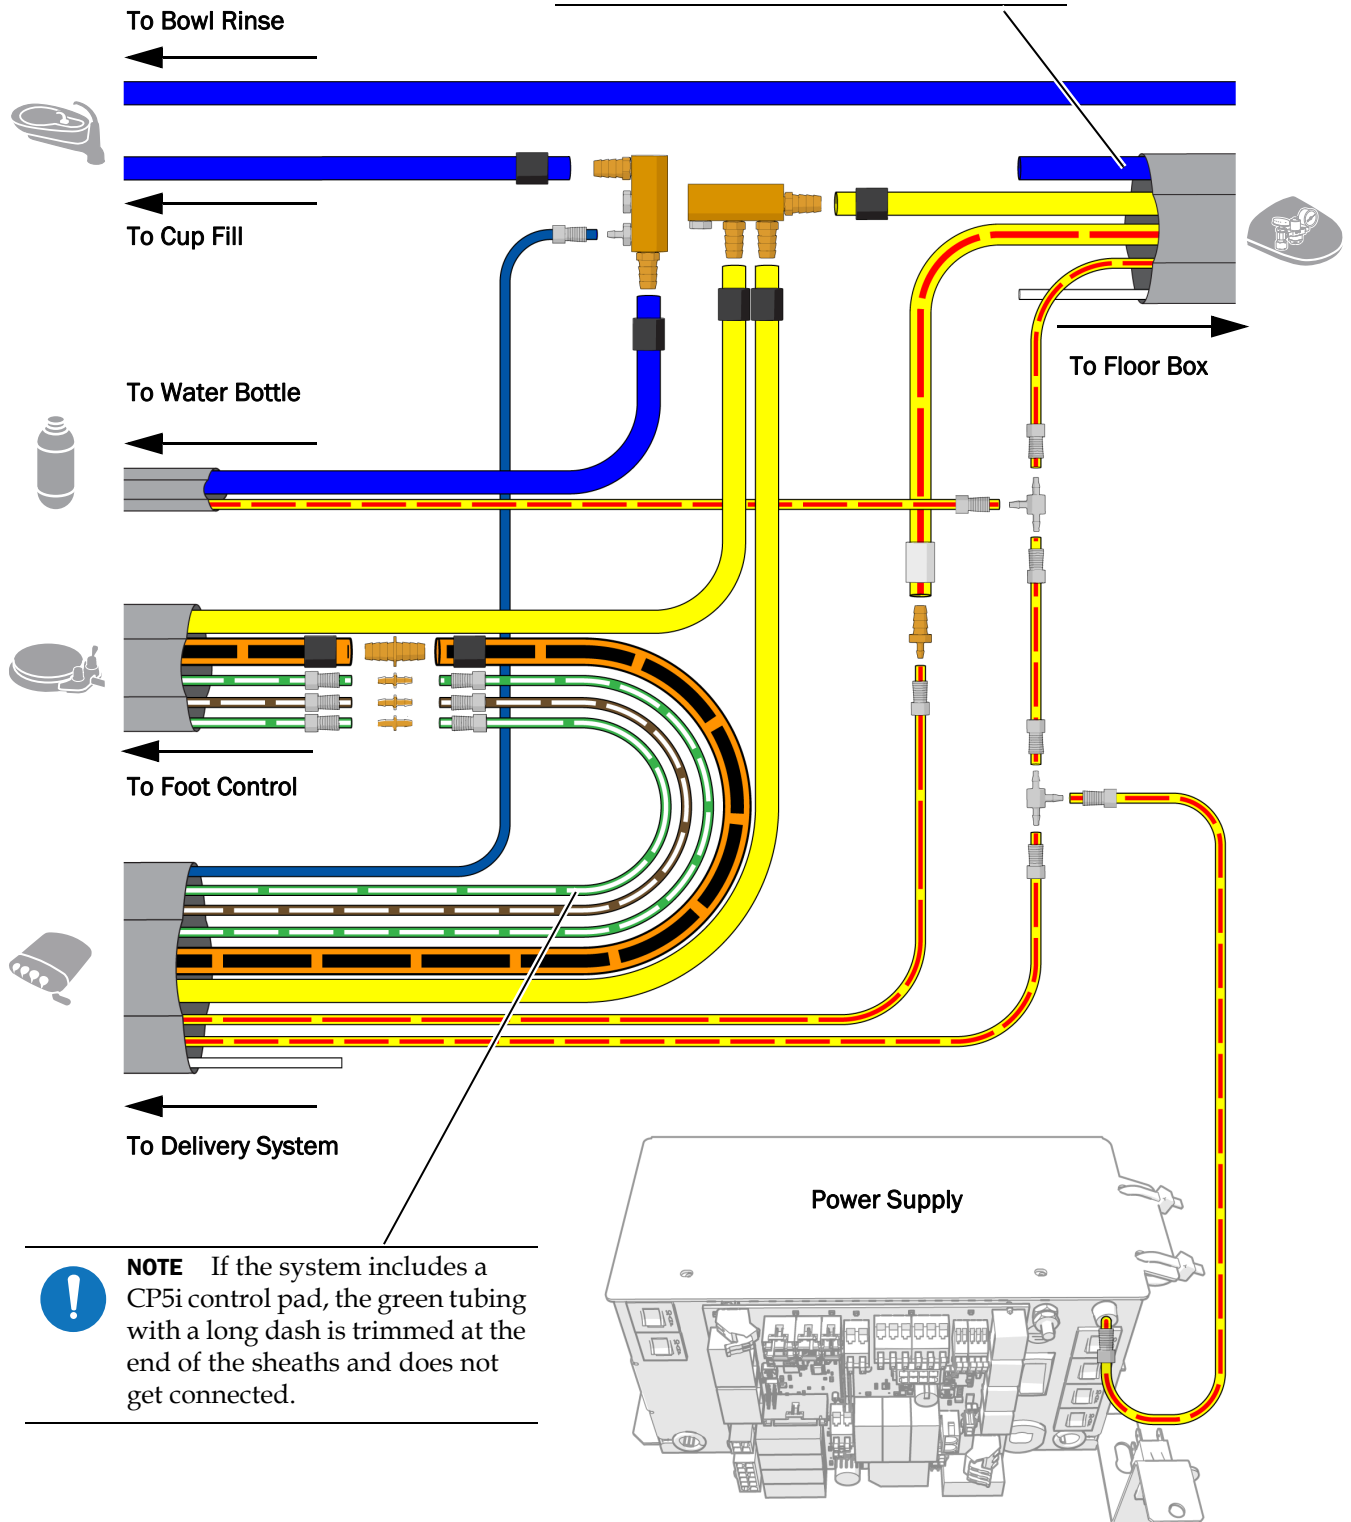 To Bowl Rinse
To Cup Fill
To Floor Box
To Water Bottle
To Foot Control
To Delivery System
Power Supply
NOTE If the system includes a
CP5i control pad, the green tubing
with a long dash is trimmed at the
end of the sheaths and does not
get connected.